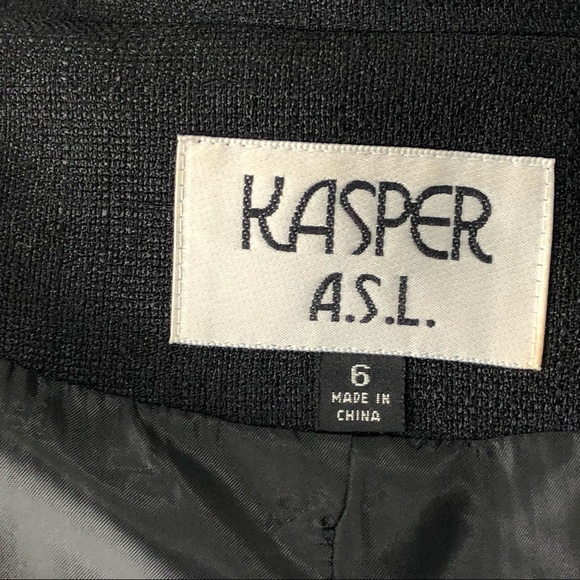 KASPER
A.S.L.
6
MADE IN
CHINA